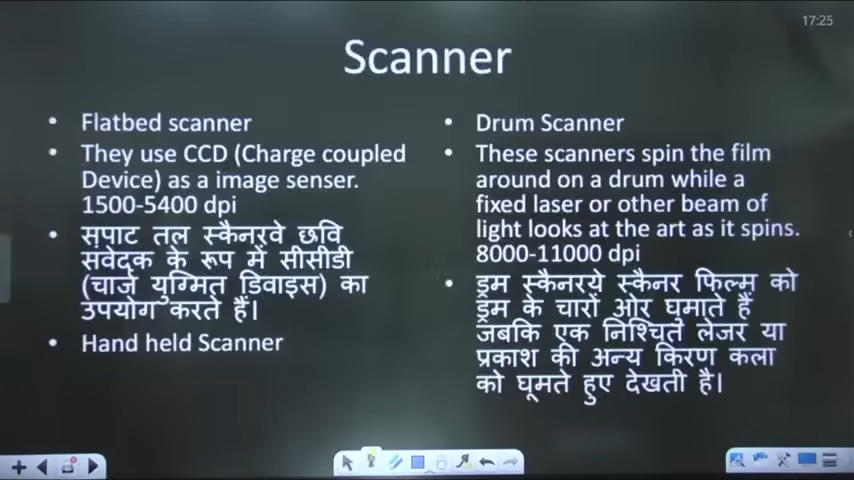 17:25
Scanner
• Flatbed scanner
• They use CCD (Charge coupled
Device) as a image senser.
1500-5400 dpi
• सपाट तल स्कैनरवे छवि
संवेदक के रूप में सीसीडी
(चार्ज युग्मित डिवाइस) का
उपयोग करते हैं।
• Hand held Scanner
• Drum Scanner
• These scanners spin the film
around on a drum while a
fixed laser or other beam of
light looks at the art as it spins.
8000-11000 dpi
• ड्रम स्कैनरये स्कैनर फिल्म को
ड्रम के चारों ओर घुमाते हैं
जबकि एक निश्चित लेजर या
प्रकाश की अन्य किरण कला
को घूमते हुए देखती है।